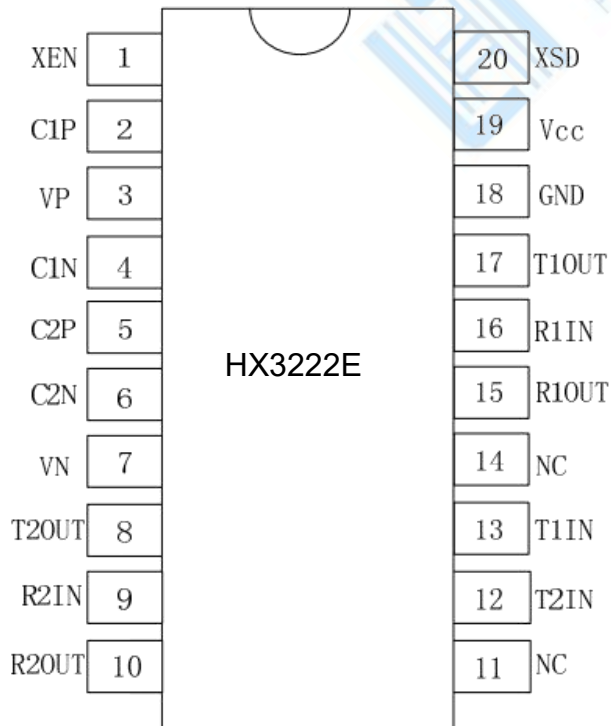 XEN 1 20 XSD
C1P 2 19 Vcc
VP 3 18 GND
C1N 4 17 T1OUT
C2P 5 16 R1IN
HX3222E
C2N 6 15 R1OUT
VN 7 14 NC
T2OUT 8 13 T1IN
R2IN 9 12 T2IN
R2OUT 10 11 NC